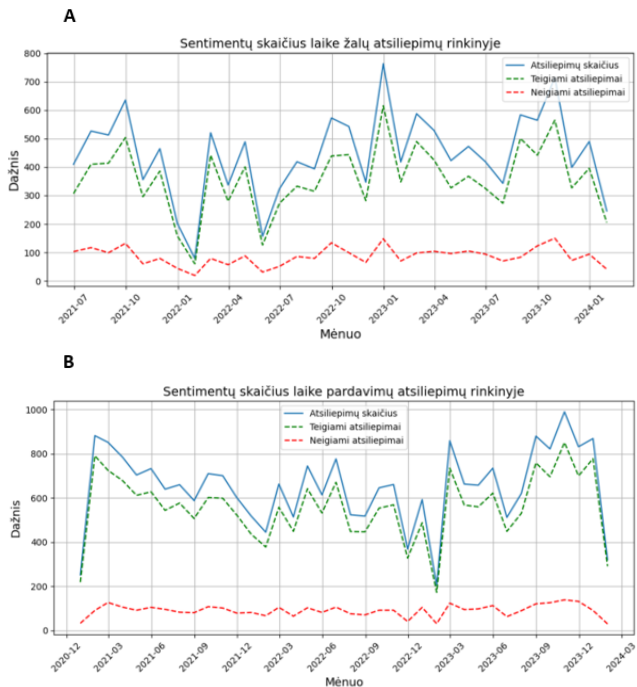 A
Sentimentų skaičius laike žalų atsiliepimų rinkinyje
800
700
600
500
400
300
200
100
0
Dažnis
Atsiliepimų skaičius
Teigiami atsiliepimai
Neigiami atsiliepimai
2021-07
2021-10
2022-01
2022-04
2022-07
2022-10
2023-01
2023-04
2023-07
2023-10
2024-01
Mėnuo
B
Sentimentų skaičius laike pardavimų atsiliepimų rinkinyje
1000
800
600
400
200
0
Dažnis
Atsiliepimų skaičius
Teigiami atsiliepimai
Neigiami atsiliepimai
2020-12
2021-03
2021-06
2021-09
2021-12
2022-03
2022-06
2022-09
2022-12
2023-03
2023-06
2023-09
2023-12
2024-03
Mėnuo